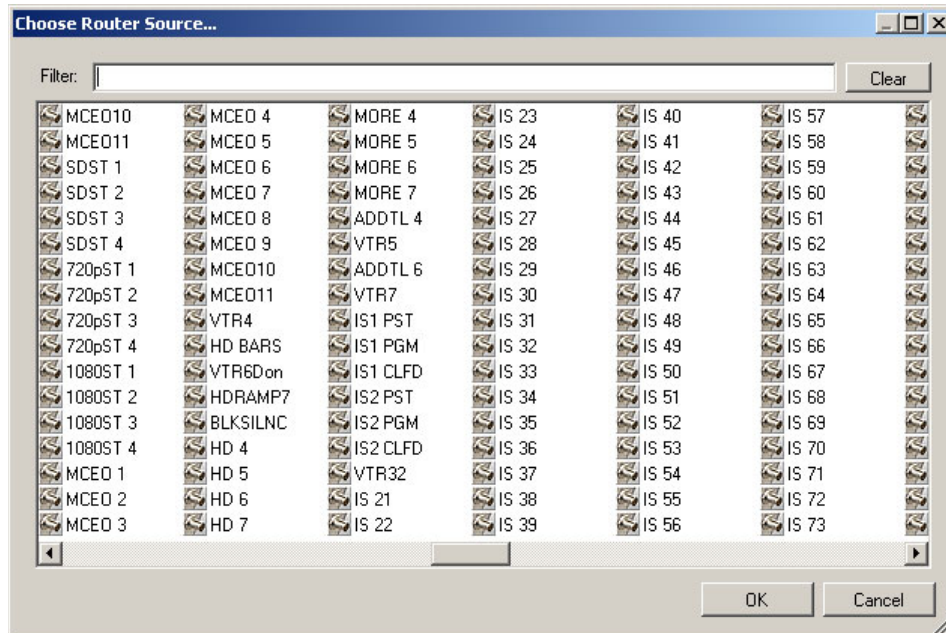 Choose Router Source...
Filter:
Clear
MCEO10 MCEO 4 MORE 4 IS 23 IS 40 IS 57
MCEO11 MCEO 5 MORE 5 IS 24 IS 41 IS 58
SDST 1 MCEO 6 MORE 6 IS 25 IS 42 IS 59
SDST 2 MCEO 7 MORE 7 IS 26 IS 43 IS 60
SDST 3 MCEO 8 ADDTL 4 IS 27 IS 44 IS 61
SDST 4 MCEO 9 VTR5 IS 28 IS 45 IS 62
720pST 1 MCEO10 ADDTL 6 IS 29 IS 46 IS 63
720pST 2 MCEO11 VTR7 IS 30 IS 47 IS 64
720pST 3 VTR4 IS1 PST IS 31 IS 48 IS 65
720pST 4 HD BARS IS1 PGM IS 32 IS 49 IS 66
1080ST 1 VTR6Don IS1 CLFD IS 33 IS 50 IS 67
1080ST 2 HDRAMP7 IS2 PST IS 34 IS 51 IS 68
1080ST 3 BLKSILNC IS2 PGM IS 35 IS 52 IS 69
1080ST 4 HD 4 IS2 CLFD IS 36 IS 53 IS 70
MCEO 1 HD 5 VTR32 IS 37 IS 54 IS 71
MCEO 2 HD 6 IS 21 IS 38 IS 55 IS 72
MCEO 3 HD 7 IS 22 IS 39 IS 56 IS 73
OK Cancel